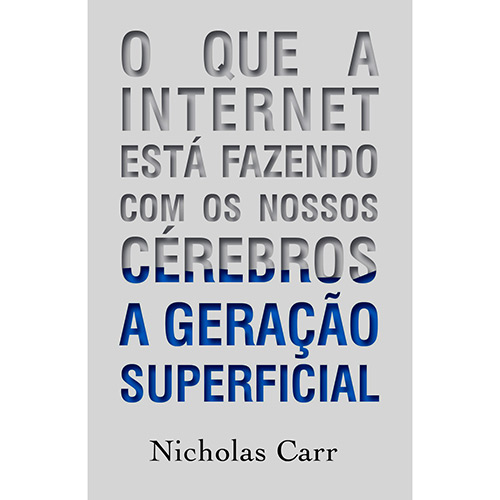 O QUE A
INTERNET
ESTÁ FAZENDO
COM OS NOSSOS
CÉREBROS
A GERAÇÃO
SUPERFICIAL
Nicholas Carr